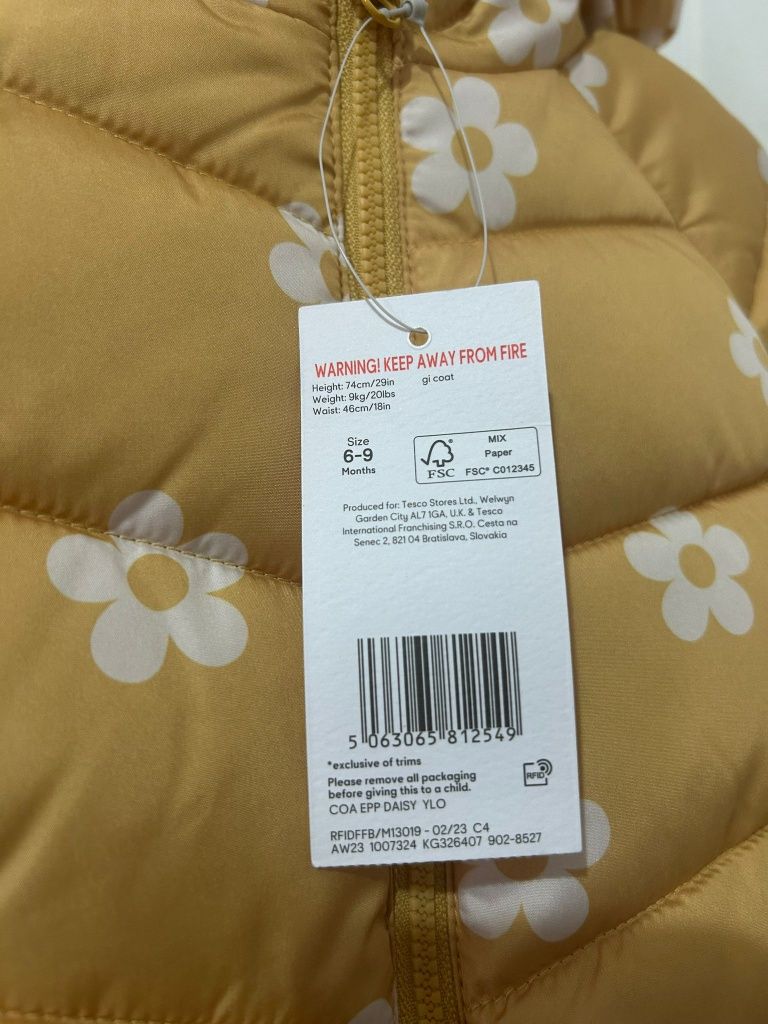 WARNING! KEEP AWAY FROM FIRE
Height: 74cm/29in gi coat
Weight: 9kg/20lbs
Waist: 46cm/18in
Size
6-9
Months
FSC®
MIX
Paper
FSC® C012345
Produced for: Tesco Stores Ltd., Welwyn
Garden City AL7 1GA, U.K. & Tesco
International Franchising S.R.O. Cesta na
Senec 2, 821 04 Bratislava, Slovakia
5 063065 812549
*exclusive of trims
Please remove all packaging
before giving this to a child.
RFID
COA EPP DAISY YLO
RFIDFFB/M13019 - 02/23 C4
AW23 1007324 KG326407 902-8527